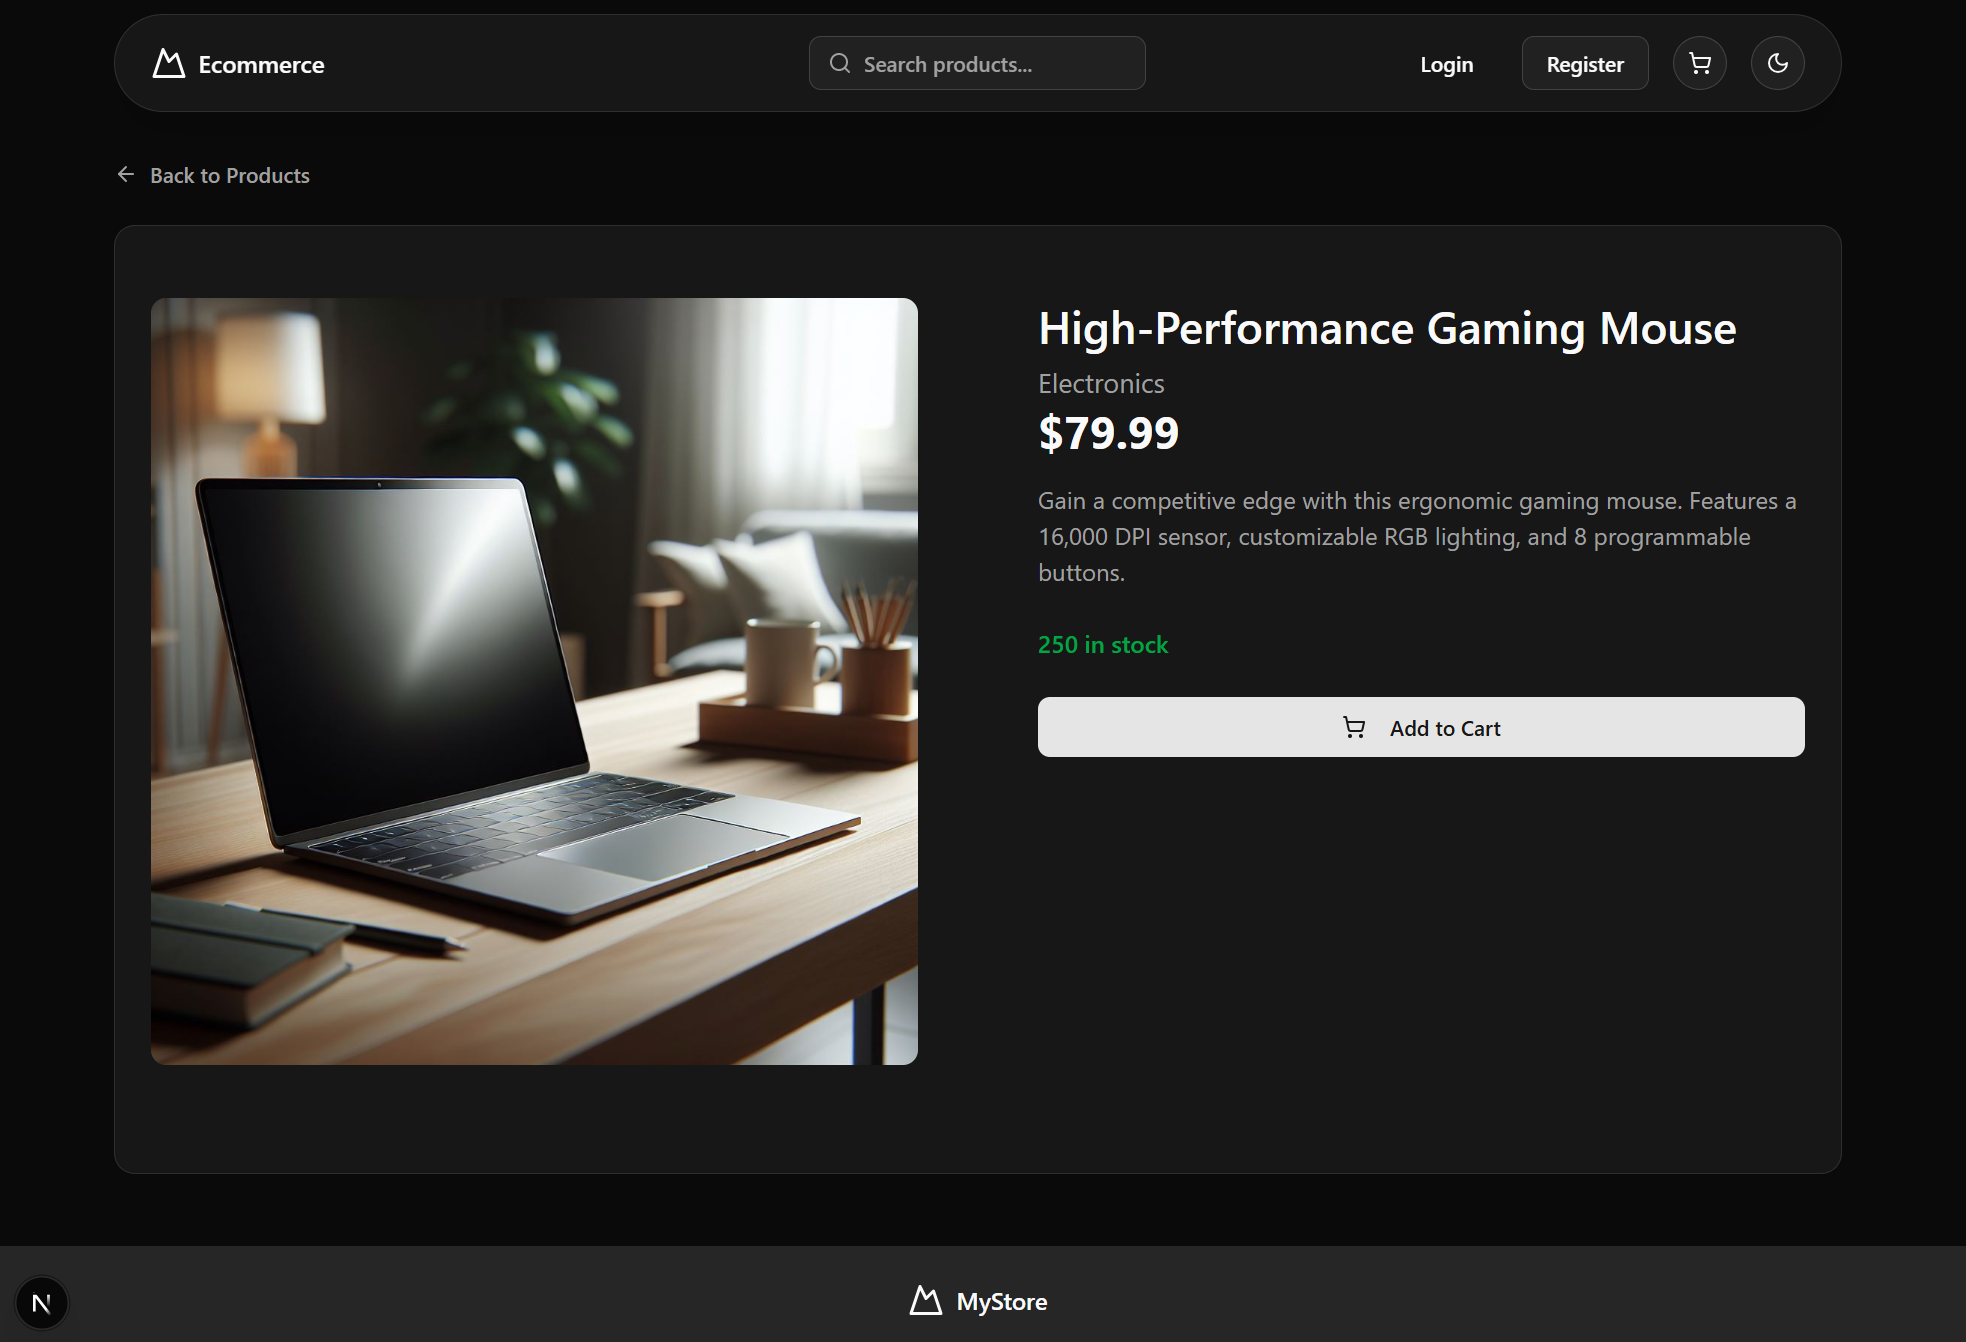 Ecommerce
Search products...
Login
Register
Back to Products
High-Performance Gaming Mouse
Electronics
$79.99
Gain a competitive edge with this ergonomic gaming mouse. Features a
16,000 DPI sensor, customizable RGB lighting, and 8 programmable
buttons.
250 in stock
Add to Cart
N
MyStore